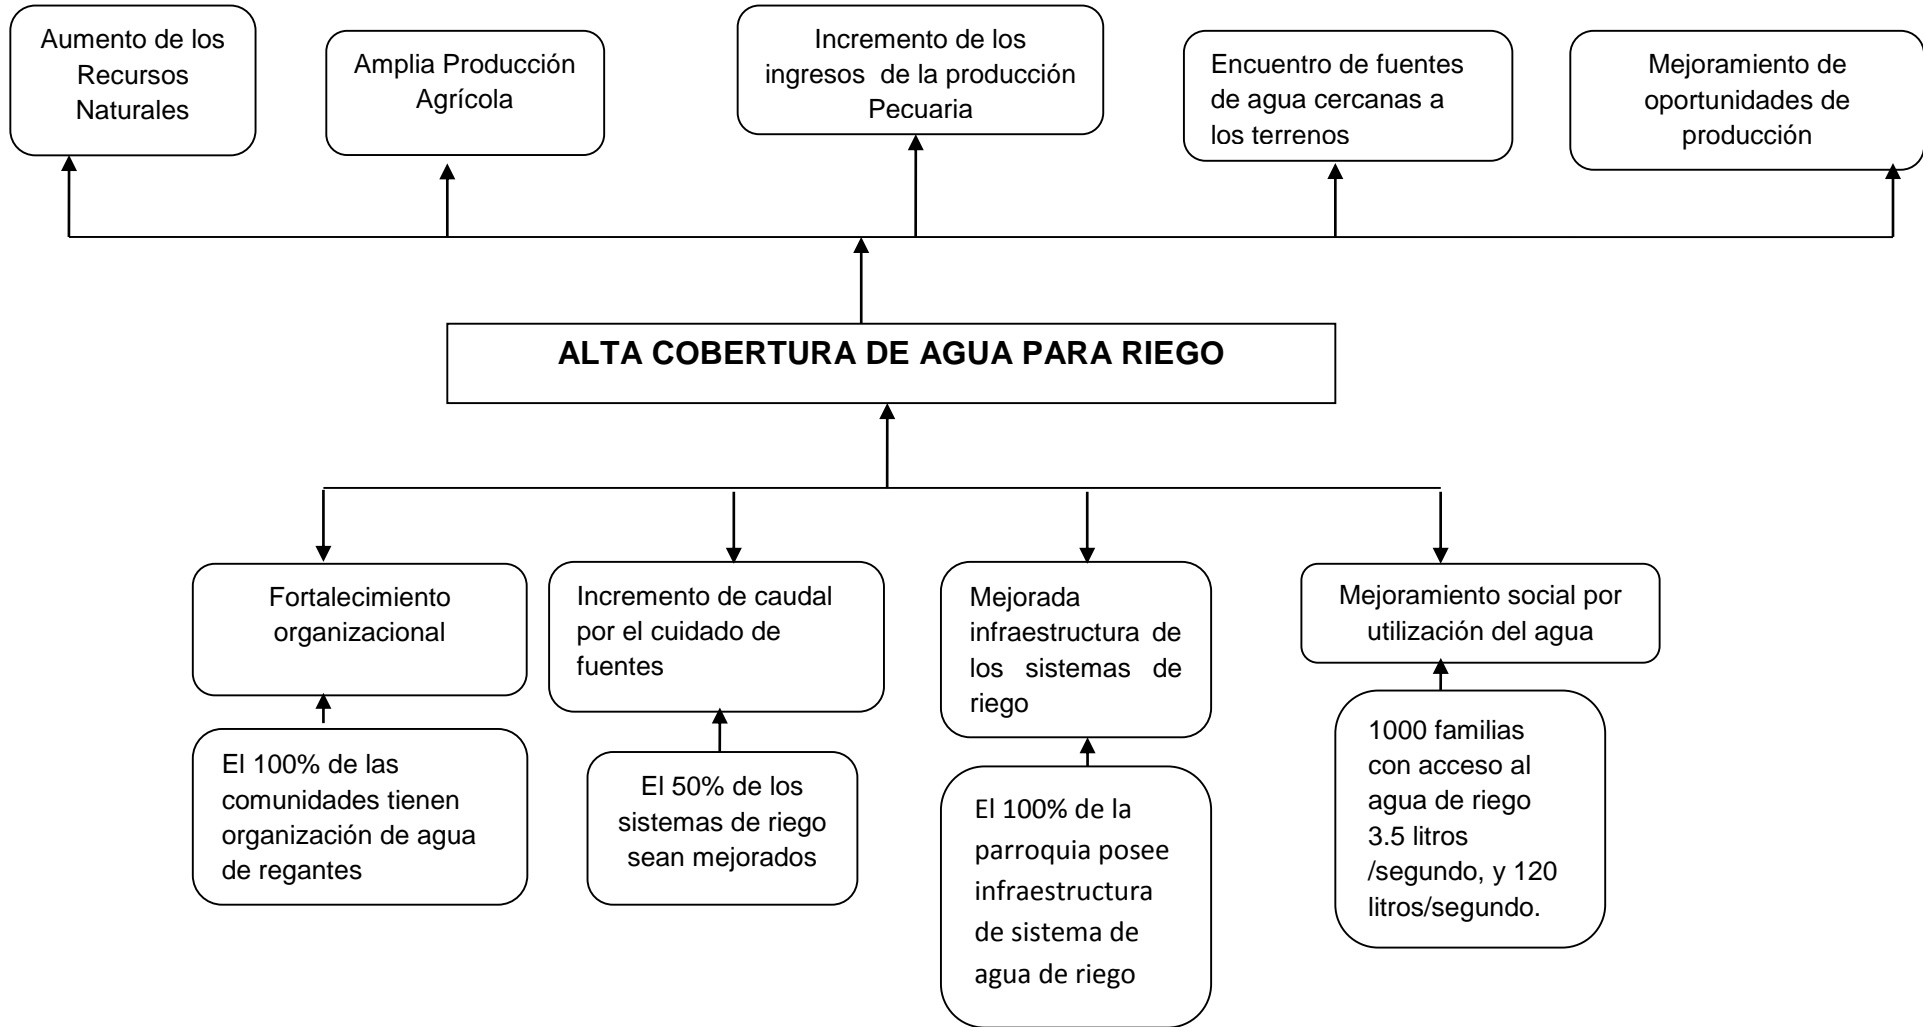 Aumento de los
Recursos
Naturales
Amplia Producción
Agrícola
Incremento de los
ingresos de la producción
Pecuaria
Encuentro de fuentes
de agua cercanas a
los terrenos
Mejoramiento de
oportunidades de
producción
ALTA COBERTURA DE AGUA PARA RIEGO
Fortalecimiento
organizacional
Incremento de caudal
por el cuidado de
fuentes
Mejorada
infraestructura de
los sistemas de
riego
Mejoramiento social por
utilización del agua
El 100% de las
comunidades tienen
organización de agua
de regantes
El 50% de los
sistemas de riego
sean mejorados
El 100% de la
parroquia posee
infraestructura
de sistema de
agua de riego
1000 familias
con acceso al
agua de riego
3.5 litros
/segundo, y 120
litros/segundo.